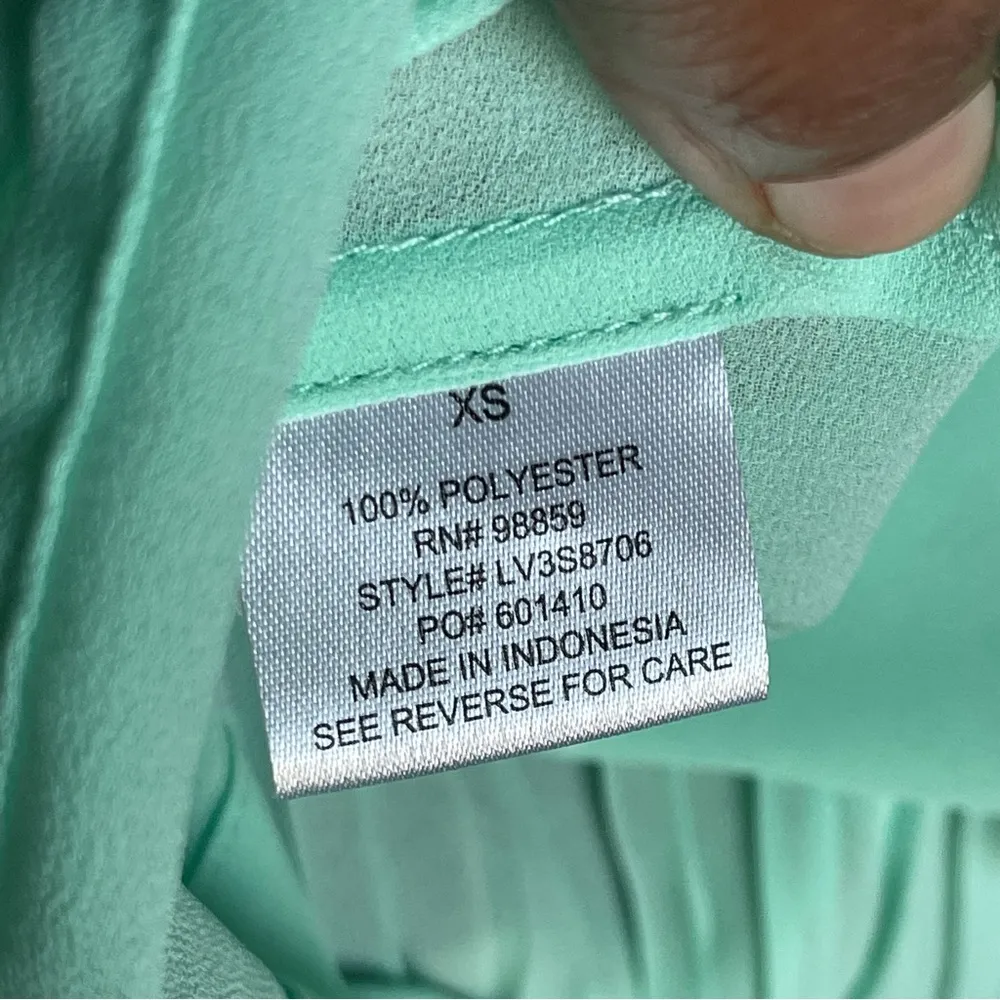 XS
100% POLYESTER
RN# 98859
STYLE# LV3S8706
PO# 601410
MADE IN INDONESIA
SEE REVERSE FOR CARE